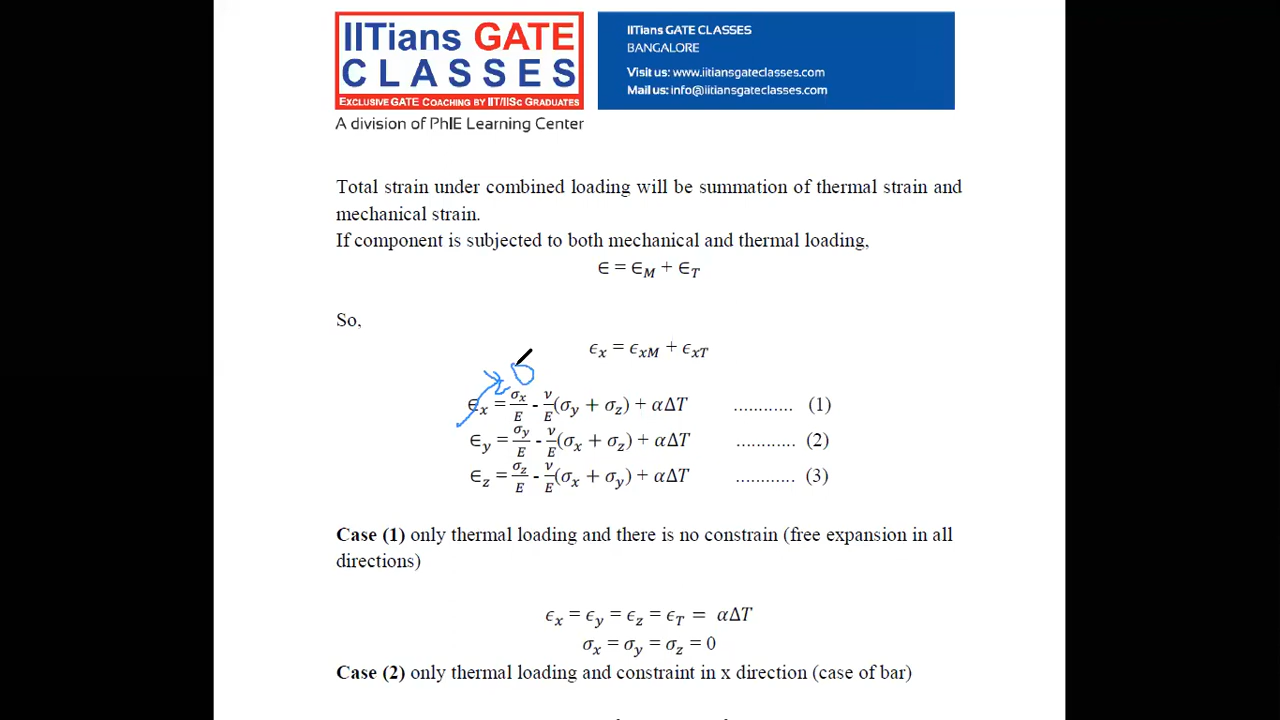 IITians GATE
CLASSES
EXCLUSIVE GATE COACHING BY IIT/IISC GRADUATES
A division of PhIE Learning Center
IITians GATE CLASSES
BANGALORE
Visit us: www.iitiansgateclasses.com
Mail us: info@iitiansgateclasses.com
Total strain under combined loading will be summation of thermal strain and
mechanical strain.
If component is subjected to both mechanical and thermal loading,
∈ = ∈_M + ∈_T
So,
ϵ_x = ϵ_xM + ϵ_xT
0
∈_x = σ_x/E - ν/E(σ_y + σ_z) + αΔT ............ (1)
∈_y = σ_y/E - ν/E(σ_x + σ_z) + αΔT ............ (2)
∈_z = σ_z/E - ν/E(σ_x + σ_y) + αΔT ............ (3)
Case (1) only thermal loading and there is no constrain (free expansion in all
directions)
ϵ_x = ϵ_y = ϵ_z = ϵ_T = αΔT
σ_x = σ_y = σ_z = 0
Case (2) only thermal loading and constraint in x direction (case of bar)